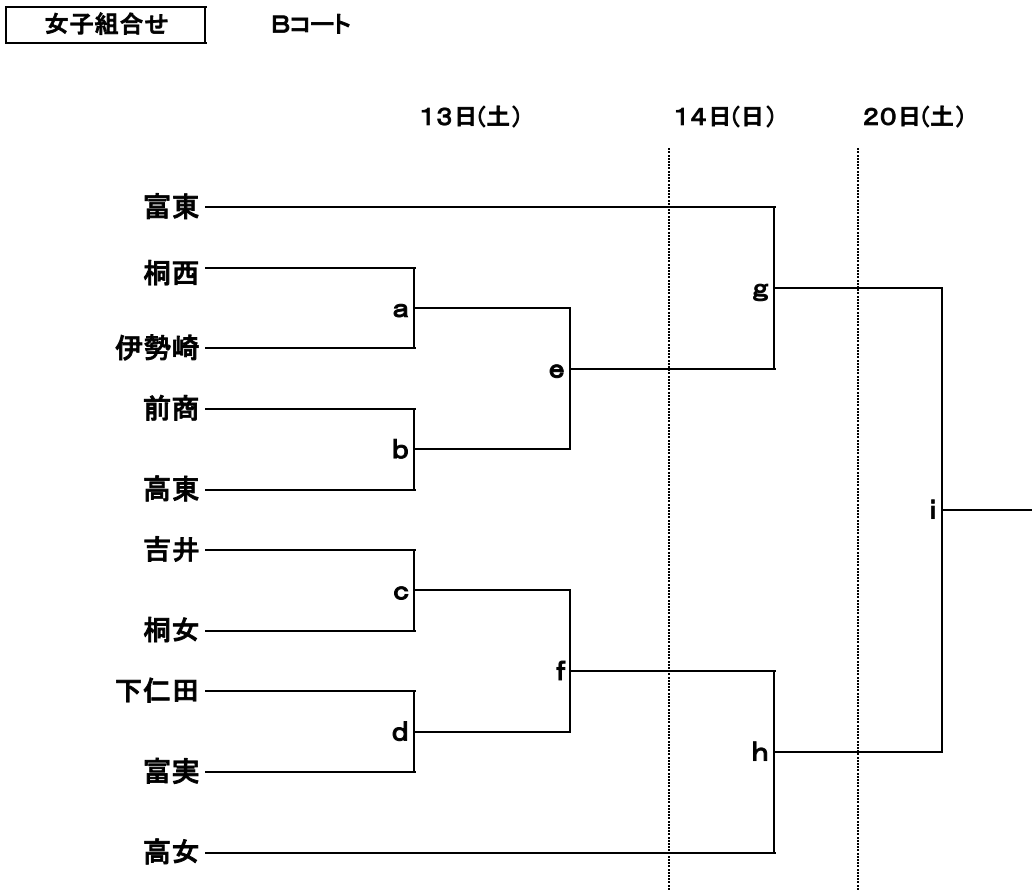 女子組合せ Bコート
13日(土) 14日(日) 20日(土)
富東
桐西
g
a
伊勢崎
e
前商
b
高東
i
吉井
c
桐女
f
下仁田
d
h
富実
高女